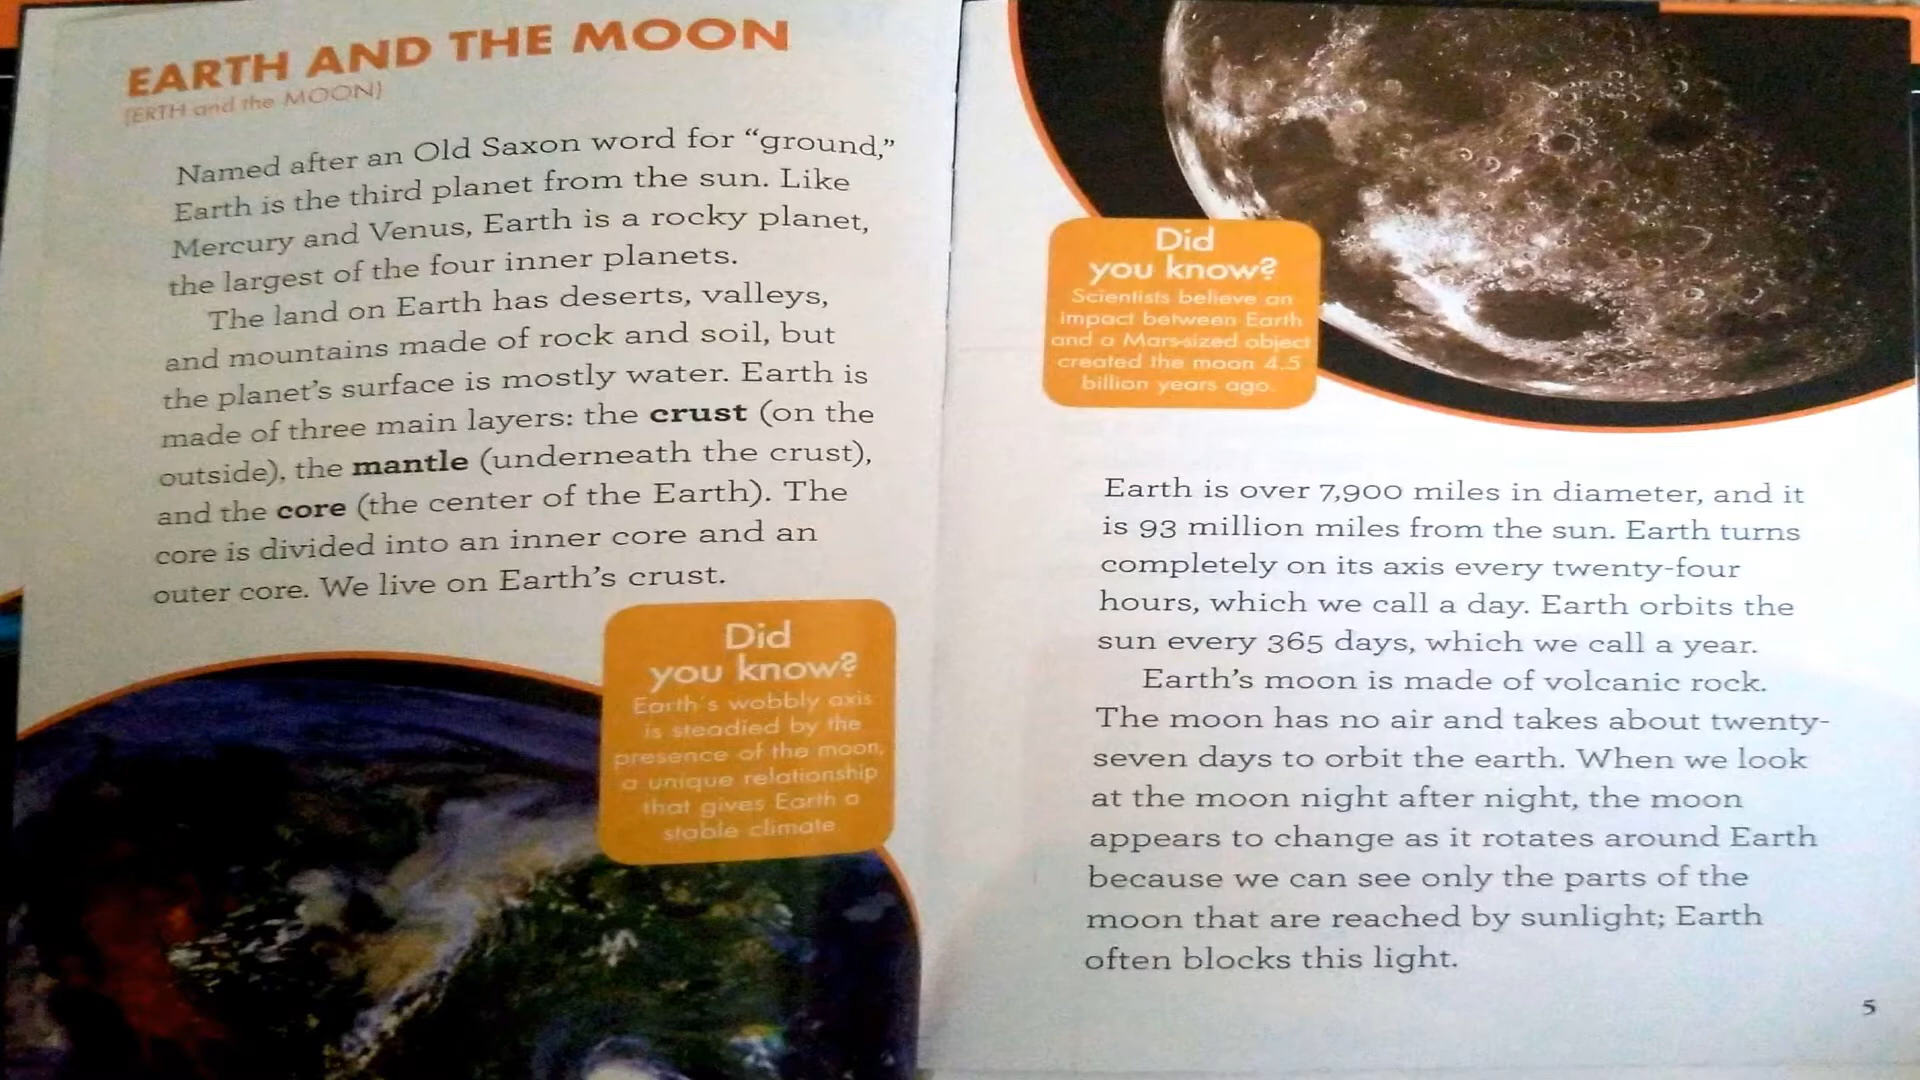 EARTH AND THE MOON
(ERTH and the MOON)
Named after an Old Saxon word for “ground,”
Earth is the third planet from the sun. Like
Mercury and Venus, Earth is a rocky planet,
the largest of the four inner planets.
The land on Earth has deserts, valleys,
and mountains made of rock and soil, but
the planet’s surface is mostly water. Earth is
made of three main layers: the crust (on the
outside), the mantle (underneath the crust),
and the core (the center of the Earth). The
core is divided into an inner core and an
outer core. We live on Earth’s crust.
Did
you know?
Earth’s wobbly axis
is steadied by the
presence of the moon,
a unique relationship
that gives Earth a
stable climate.
Did
you know?
Scientists believe an
impact between Earth
and a Mars-sized object
created the moon 4.5
billion years ago.
Earth is over 7,900 miles in diameter, and it
is 93 million miles from the sun. Earth turns
completely on its axis every twenty-four
hours, which we call a day. Earth orbits the
sun every 365 days, which we call a year.
Earth’s moon is made of volcanic rock.
The moon has no air and takes about twenty-
seven days to orbit the earth. When we look
at the moon night after night, the moon
appears to change as it rotates around Earth
because we can see only the parts of the
moon that are reached by sunlight; Earth
often blocks this light.
5